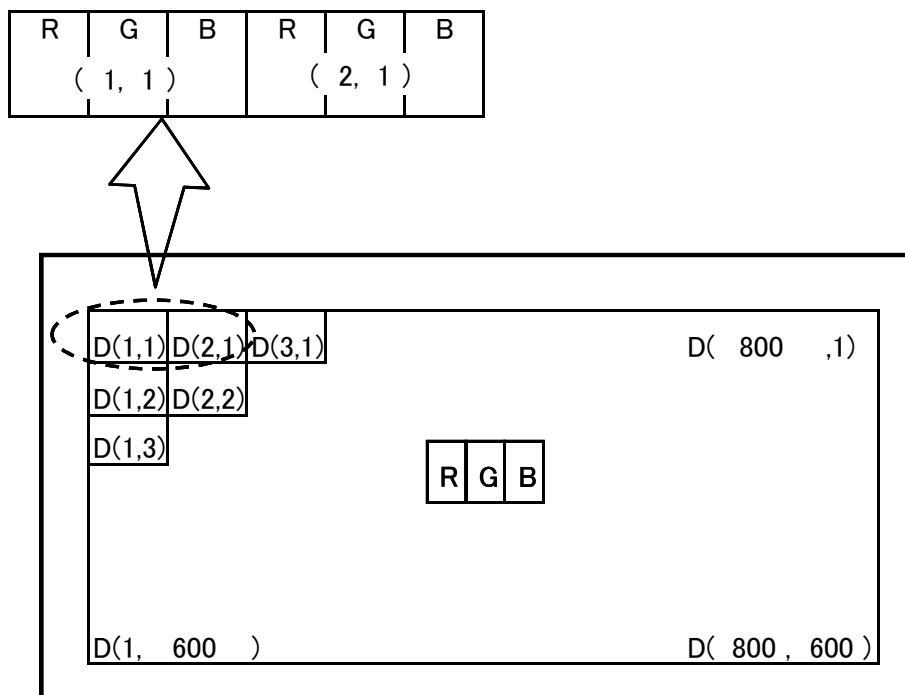 R G B R G B
( 1, 1 ) ( 2, 1 )
D(1,1) D(2,1) D(3,1) D( 800 ,1)
D(1,2) D(2,2)
D(1,3)
R G B
D(1, 600 ) D( 800 , 600 )